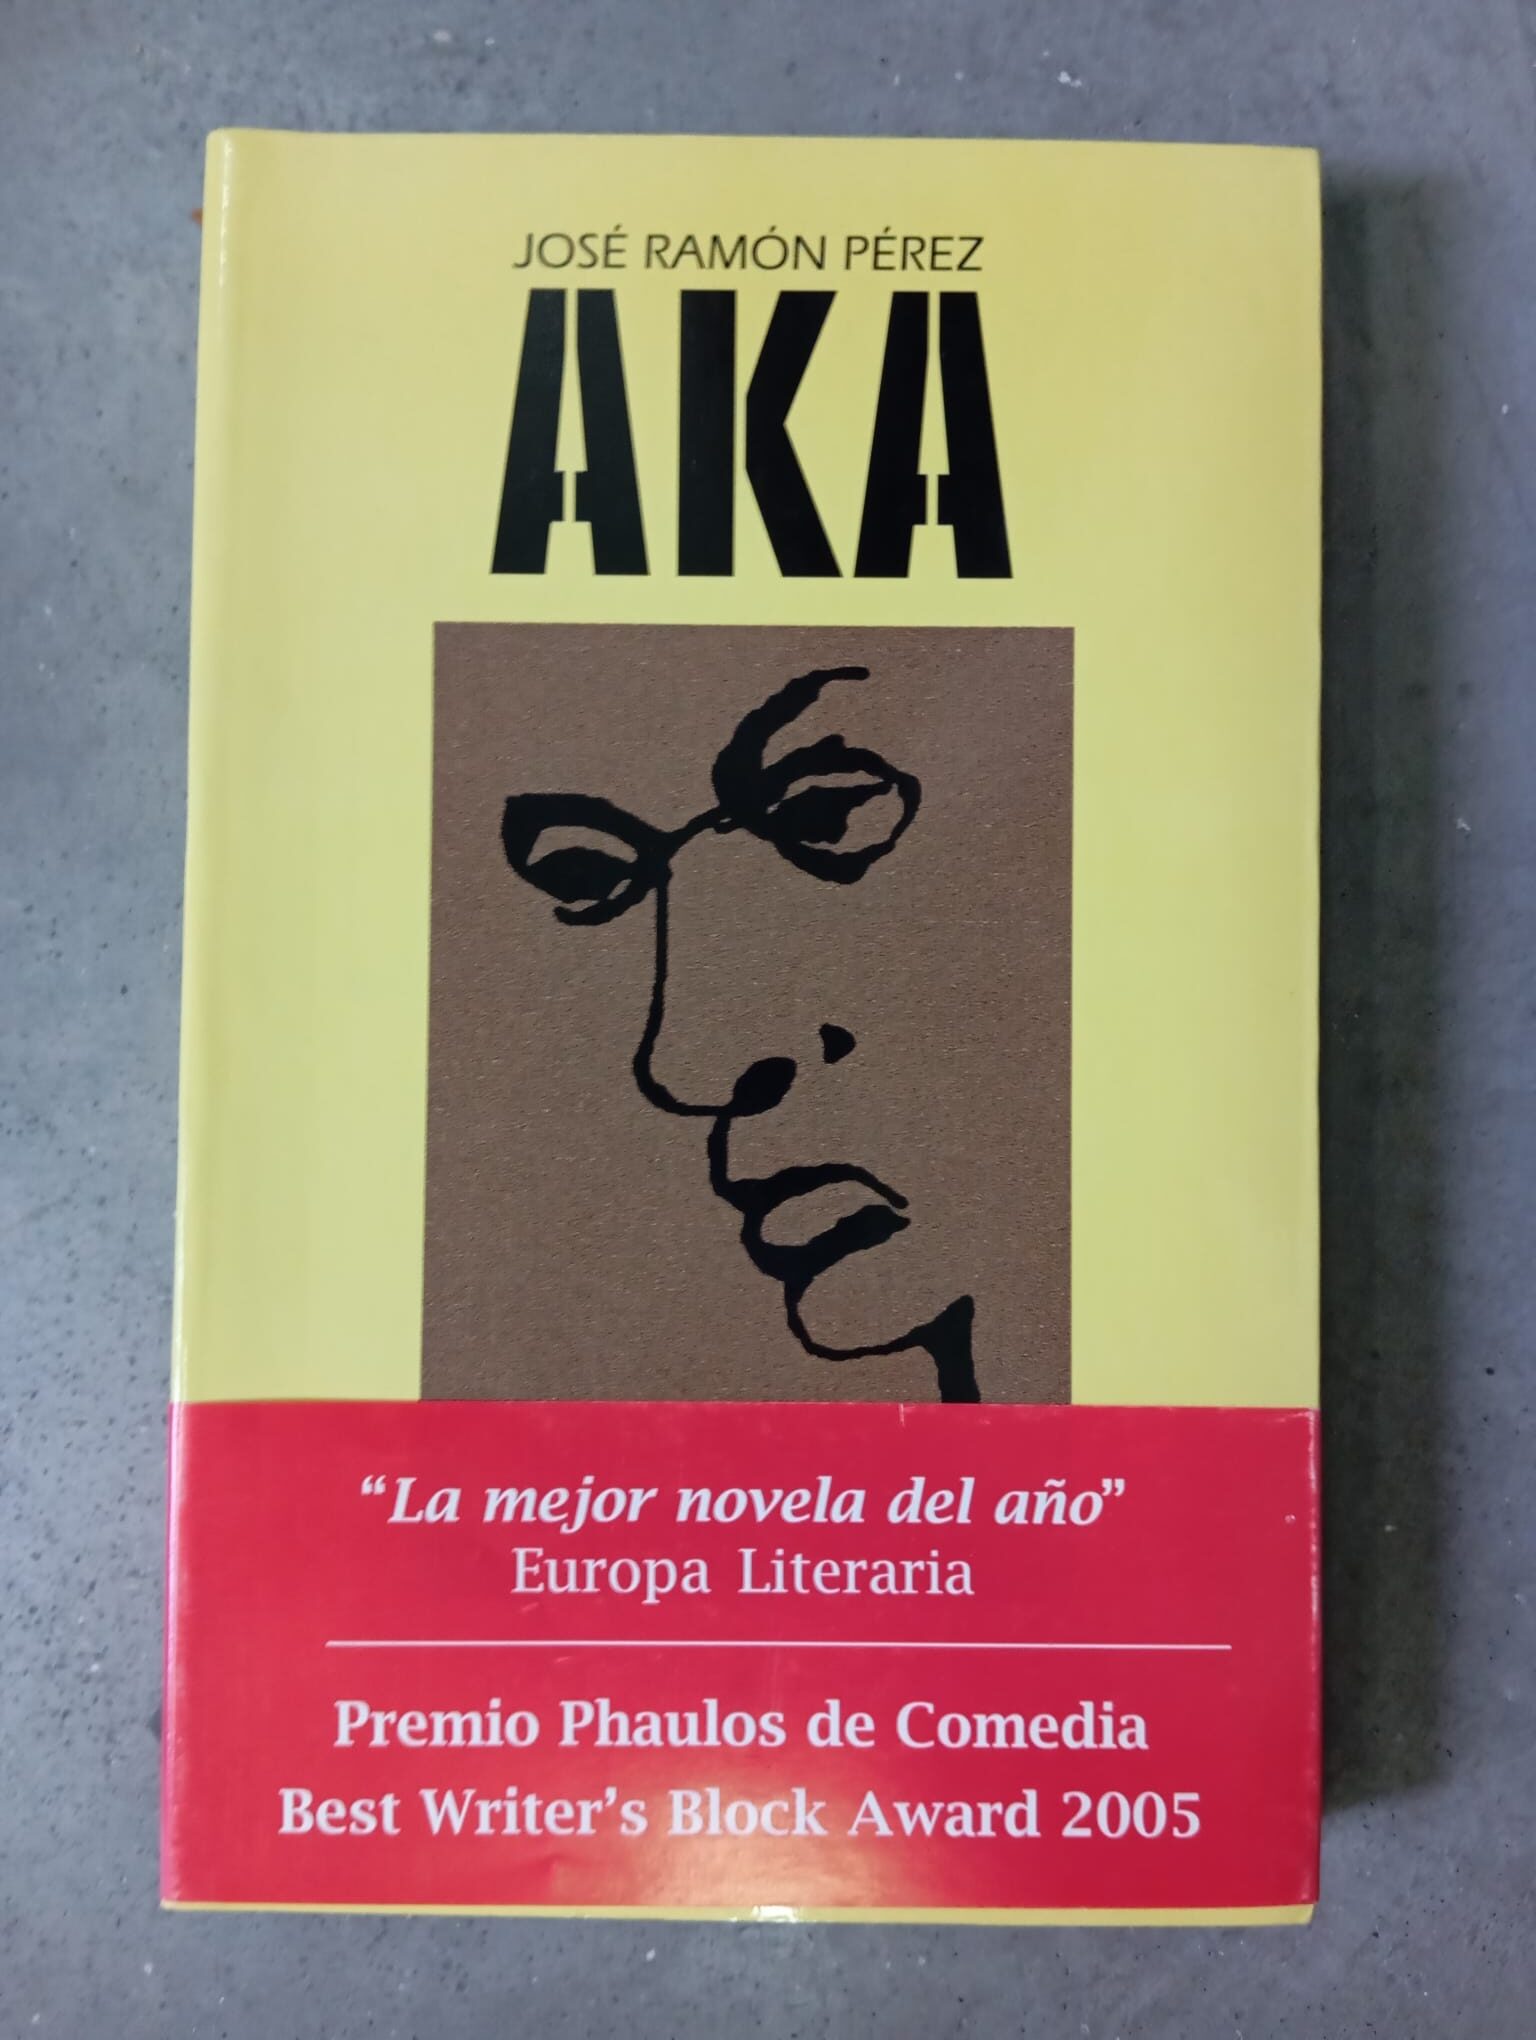 JOSÉ RAMÓN PÉREZ
AKA
“La mejor novela del año”
Europa Literaria
Premio Phaulos de Comedia
Best Writer’s Block Award 2005